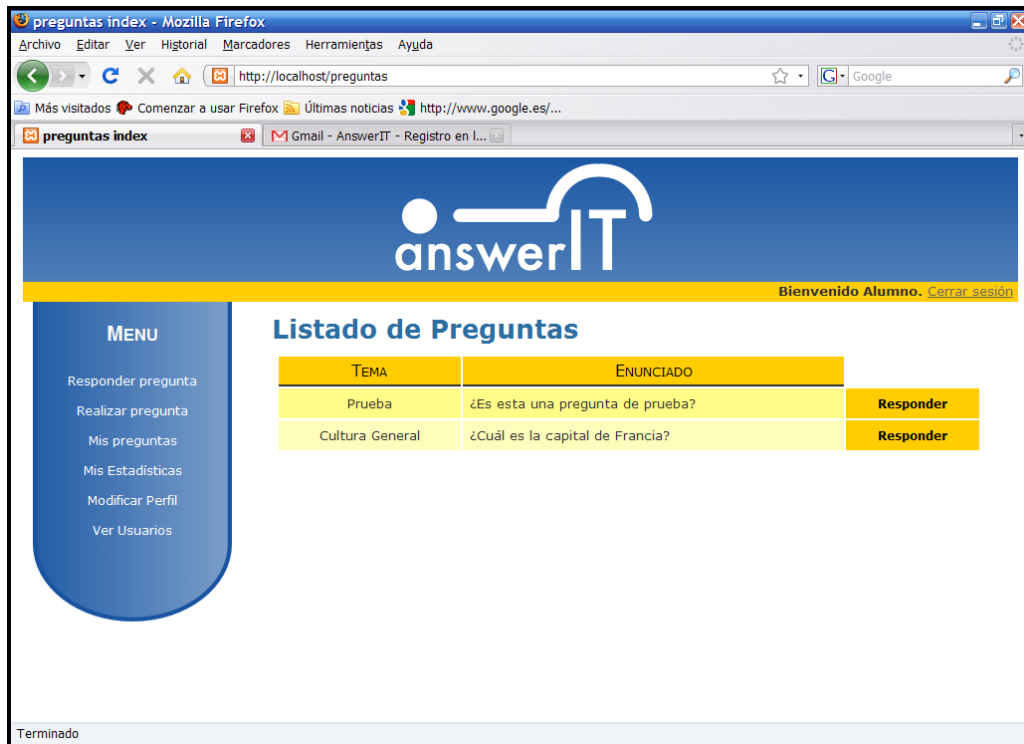 preguntas index - Mozilla Firefox
Archivo Editar Ver Historial Marcadores Herramientas Ayuda
http://localhost/preguntas
G Google
Más visitados Comenzar a usar Firefox Últimas noticias http://www.google.es/...
preguntas index Gmail - AnswerIT - Registro en l...
answerIT
Bienvenido Alumno. Cerrar sesión
MENU
Responder pregunta
Realizar pregunta
Mis preguntas
Mis Estadísticas
Modificar Perfil
Ver Usuarios
Listado de Preguntas
TEMA ENUNCIADO
Prueba ¿Es esta una pregunta de prueba? Responder
Cultura General ¿Cuál es la capital de Francia? Responder
Terminado